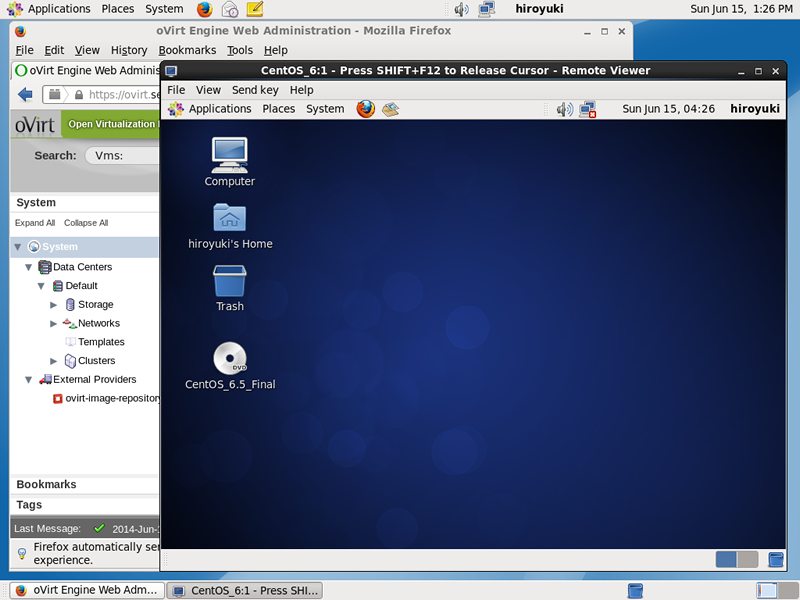 Applications Places System hiroyuki Sun Jun 15, 1:26 PM
oVirt Engine Web Administration - Mozilla Firefox
File Edit View History Bookmarks Tools Help
oVirt Engine Web Adminis
https://ovirt.se
oVirt Open Virtualization
Search: Vms:
System
Expand All Collapse All
System
Data Centers
Default
Storage
Networks
Templates
Clusters
External Providers
ovirt-image-repository
Bookmarks
Tags
Last Message: 2014-Jun-1
Firefox automatically sen
experience.
CentOS_6:1 - Press SHIFT+F12 to Release Cursor - Remote Viewer
File View Send key Help
Applications Places System Sun Jun 15, 04:26 hiroyuki
Computer
hiroyuki's Home
Trash
DVD
CentOS_6.5_Final
oVirt Engine Web Adm... CentOS_6:1 - Press SHI...